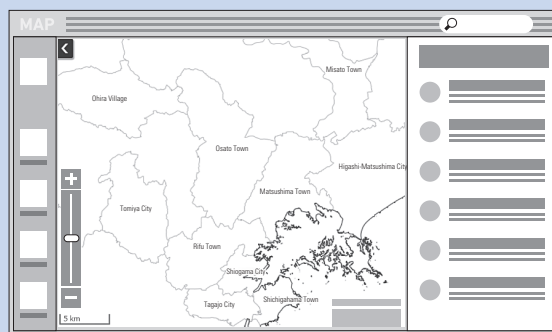 MAP
Misato Town
Ohira Village
Osato Town
Higashi-Matsushima City
Matsushima Town
Tomiya City
Rifu Town
Shiogama City
Shichigahama Town
Tagajo City
5 km